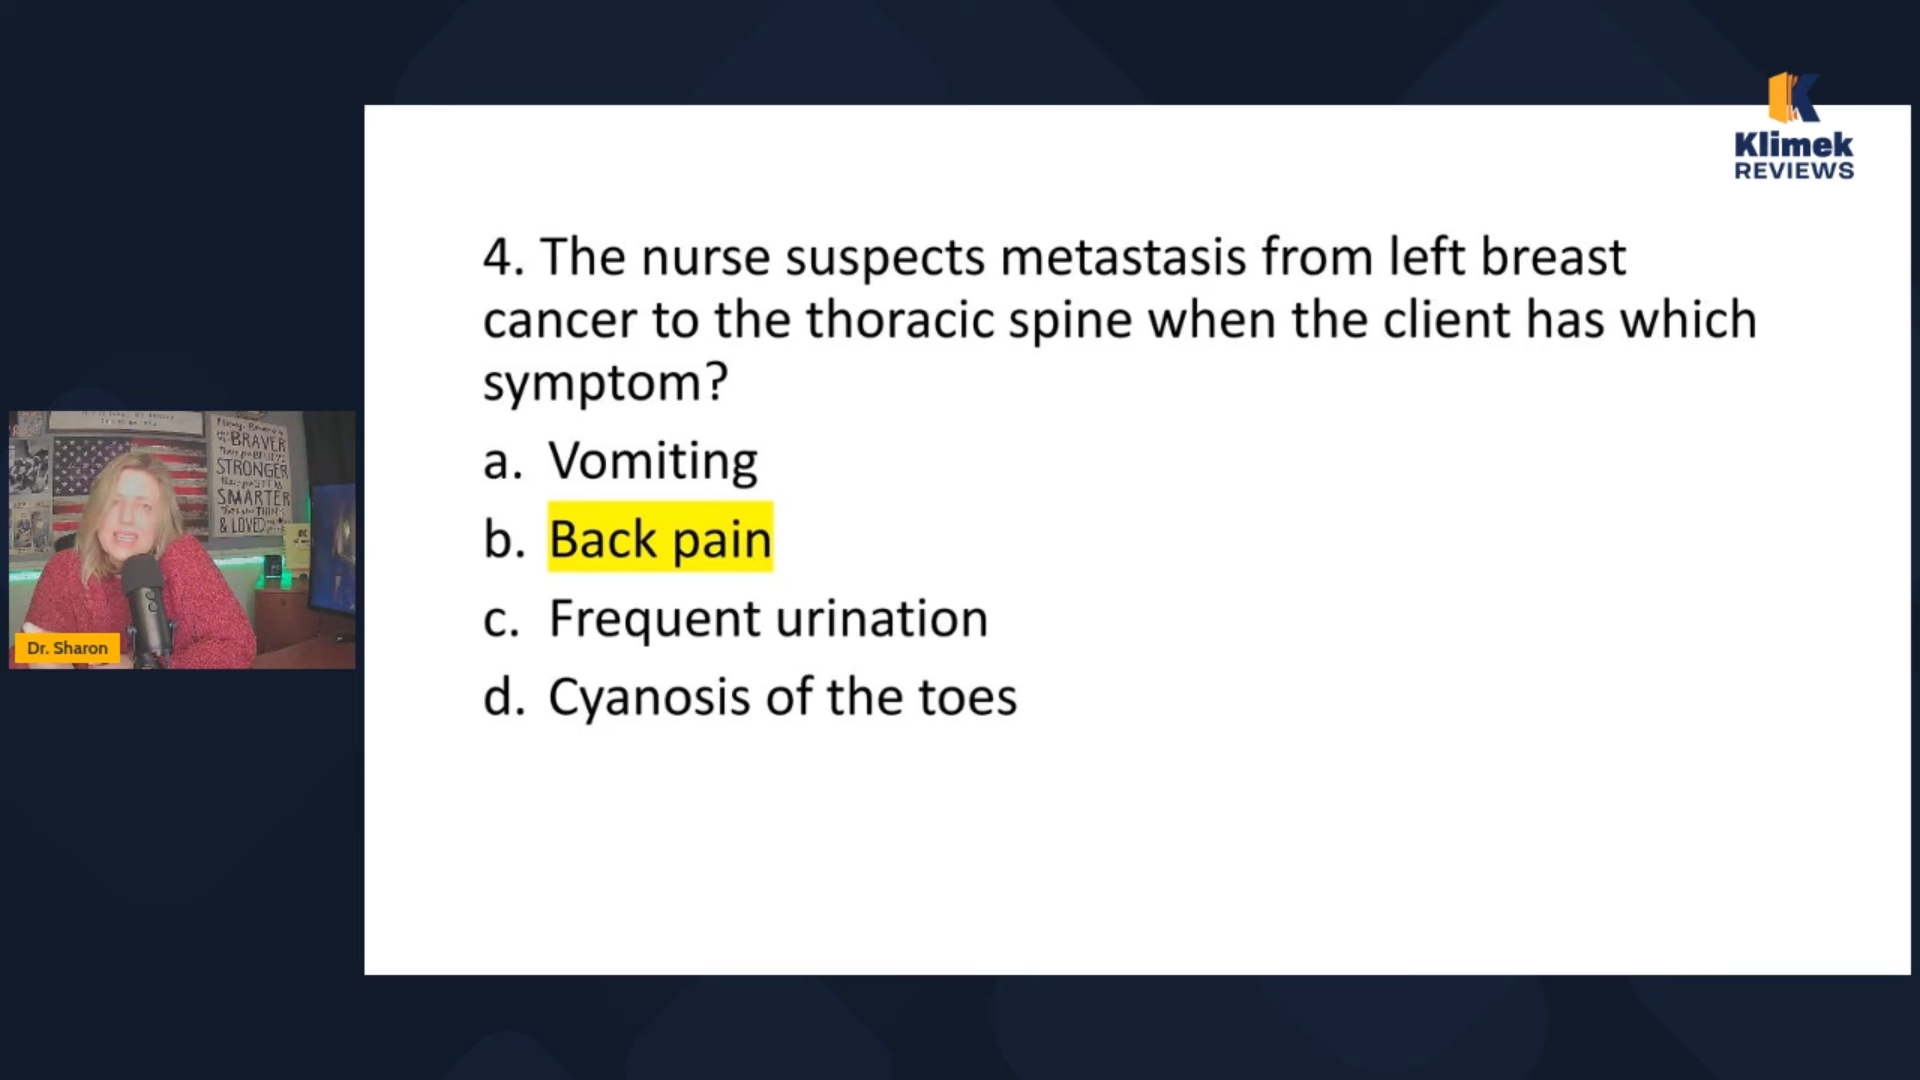 Klimek
REVIEWS
4. The nurse suspects metastasis from left breast
cancer to the thoracic spine when the client has which
symptom?
a. Vomiting
b. Back pain
c. Frequent urination
d. Cyanosis of the toes
BRAVER
STRONGER
SMARTER
& LOVED
Dr. Sharon